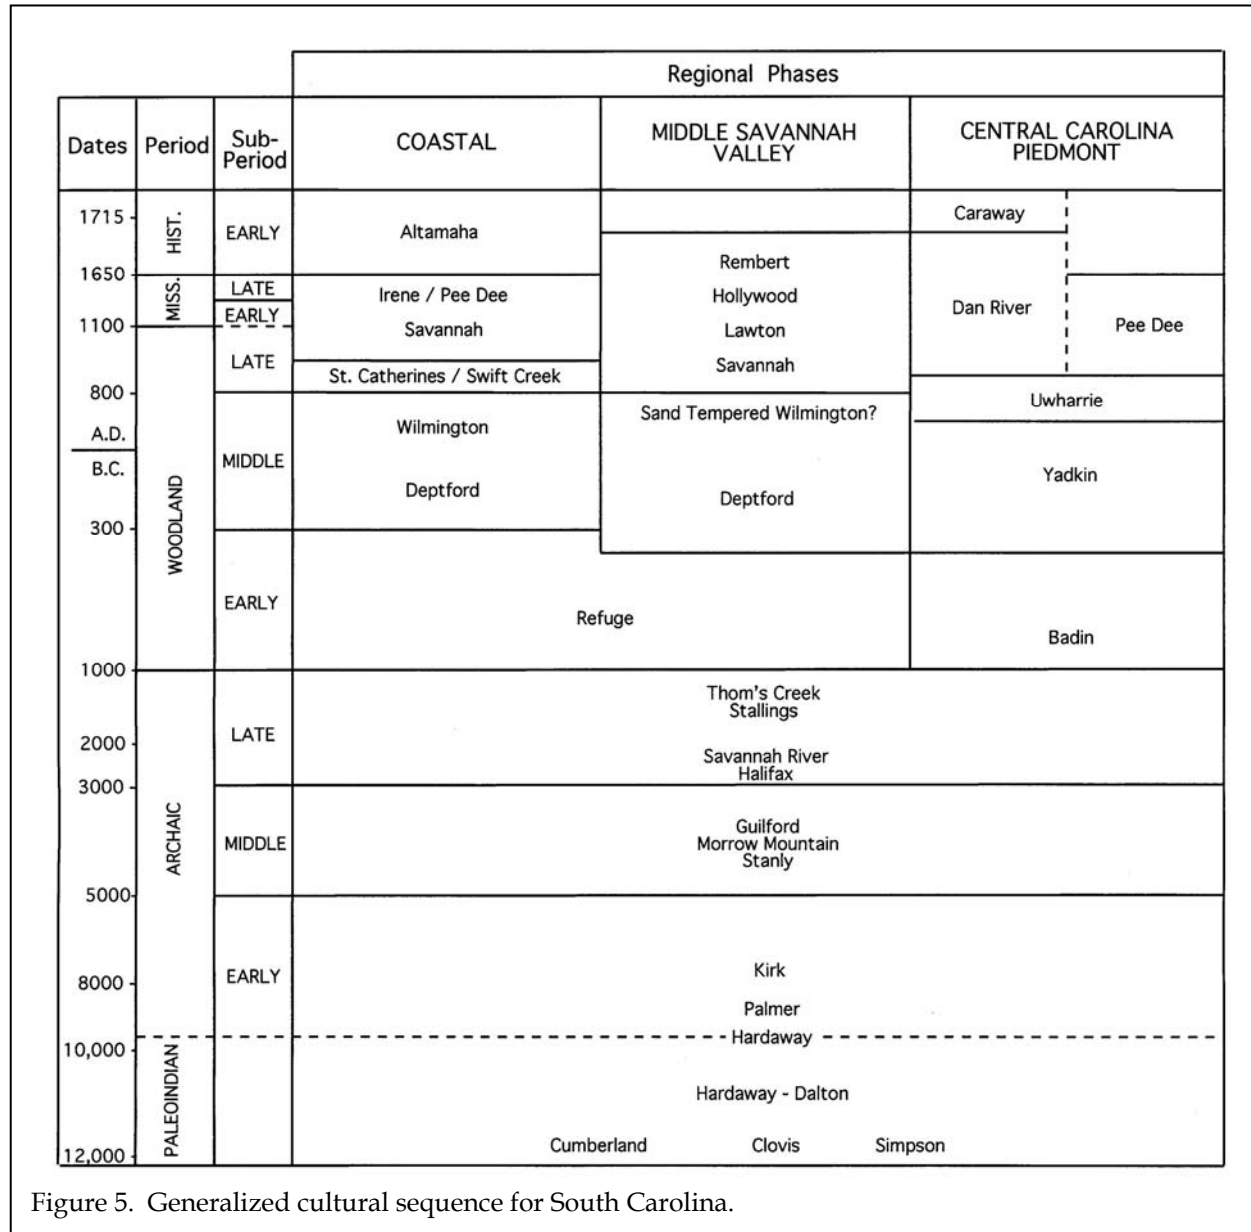 Regional Phases
Dates Period Sub-Period COASTAL MIDDLE SAVANNAH VALLEY CENTRAL CAROLINA PIEDMONT
1715 HIST. EARLY Altamaha Caraway
1650
Rembert
MISS. LATE Irene / Pee Dee Hollywood Dan River
EARLY Savannah Lawton Pee Dee
1100
LATE Savannah
St. Catherines / Swift Creek
800
Uwharrie
Wilmington Sand Tempered Wilmington?
A.D.
B.C.
WOODLAND MIDDLE Deptford Deptford Yadkin
300
EARLY Refuge Badin
1000
Thom's Creek
Stallings
LATE
2000
Savannah River
Halifax
3000
ARCHAIC MIDDLE Guilford
Morrow Mountain
Stanly
5000
EARLY Kirk
8000
Palmer
Hardaway
10,000
PALEOINDIAN Hardaway - Dalton
Cumberland Clovis Simpson
12,000
Figure 5. Generalized cultural sequence for South Carolina.